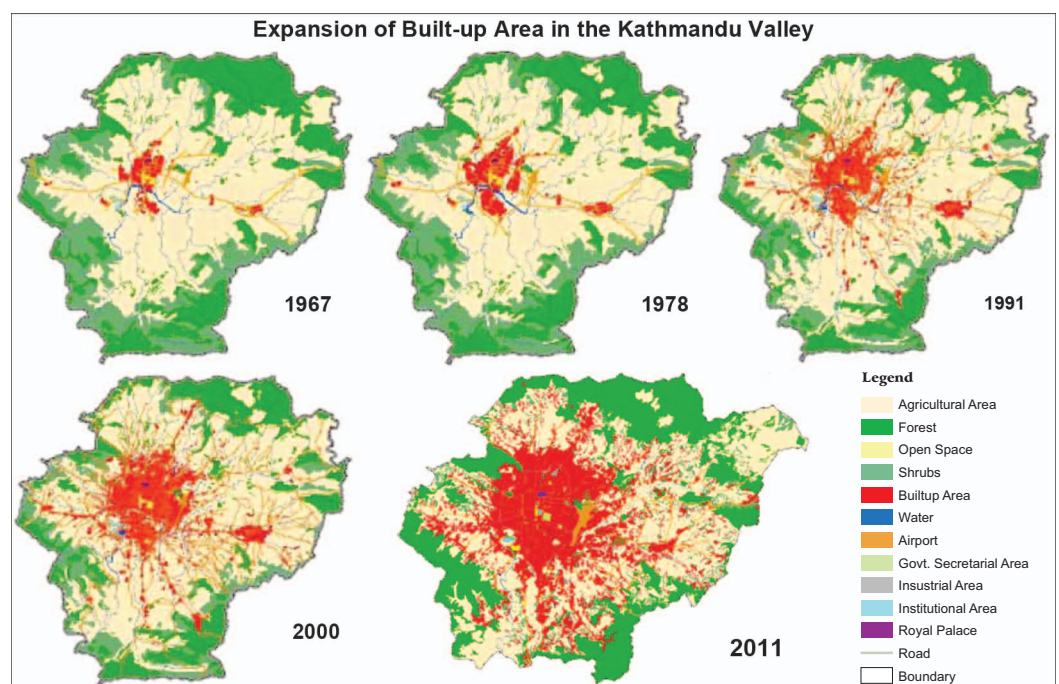 Expansion of Built-up Area in the Kathmandu Valley
1967
1978
1991
2000
2011
Legend
Agricultural Area
Forest
Open Space
Shrubs
Builtup Area
Water
Airport
Govt. Secretarial Area
Insustrial Area
Institutional Area
Royal Palace
Road
Boundary